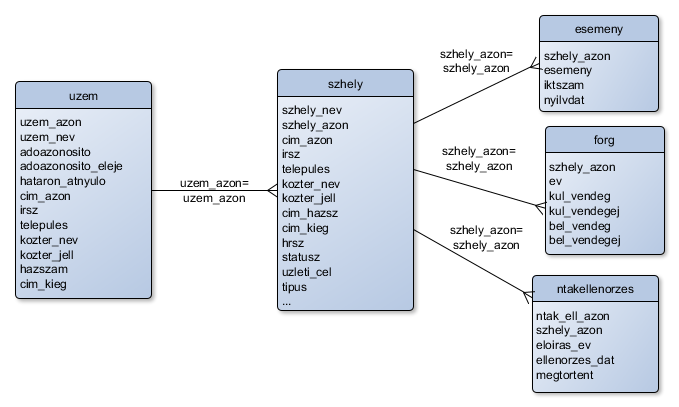 uzem
uzem_azon
uzem_nev
adoazonosito
adoazonosito_eleje
hataron_atnyulo
cim_azon
irsz
telepules
kozter_nev
kozter_jell
hazszam
cim_kieg
uzem_azon=
uzem_azon
szhely
szhely_nev
szhely_azon
cim_azon
irsz
telepules
kozter_nev
kozter_jell
cim_hazsz
cim_kieg
hrsz
statusz
uzleti_cel
tipus
...
szhely_azon=
szhely_azon
esemeny
szhely_azon
esemeny
iktszam
nyilvdat
szhely_azon=
szhely_azon
forg
szhely_azon
ev
kul_vendeg
kul_vendegej
bel_vendeg
bel_vendegej
szhely_azon=
szhely_azon
ntakellenorzes
ntak_ell_azon
szhely_azon
eloiras_ev
ellenorzes_dat
megtortent